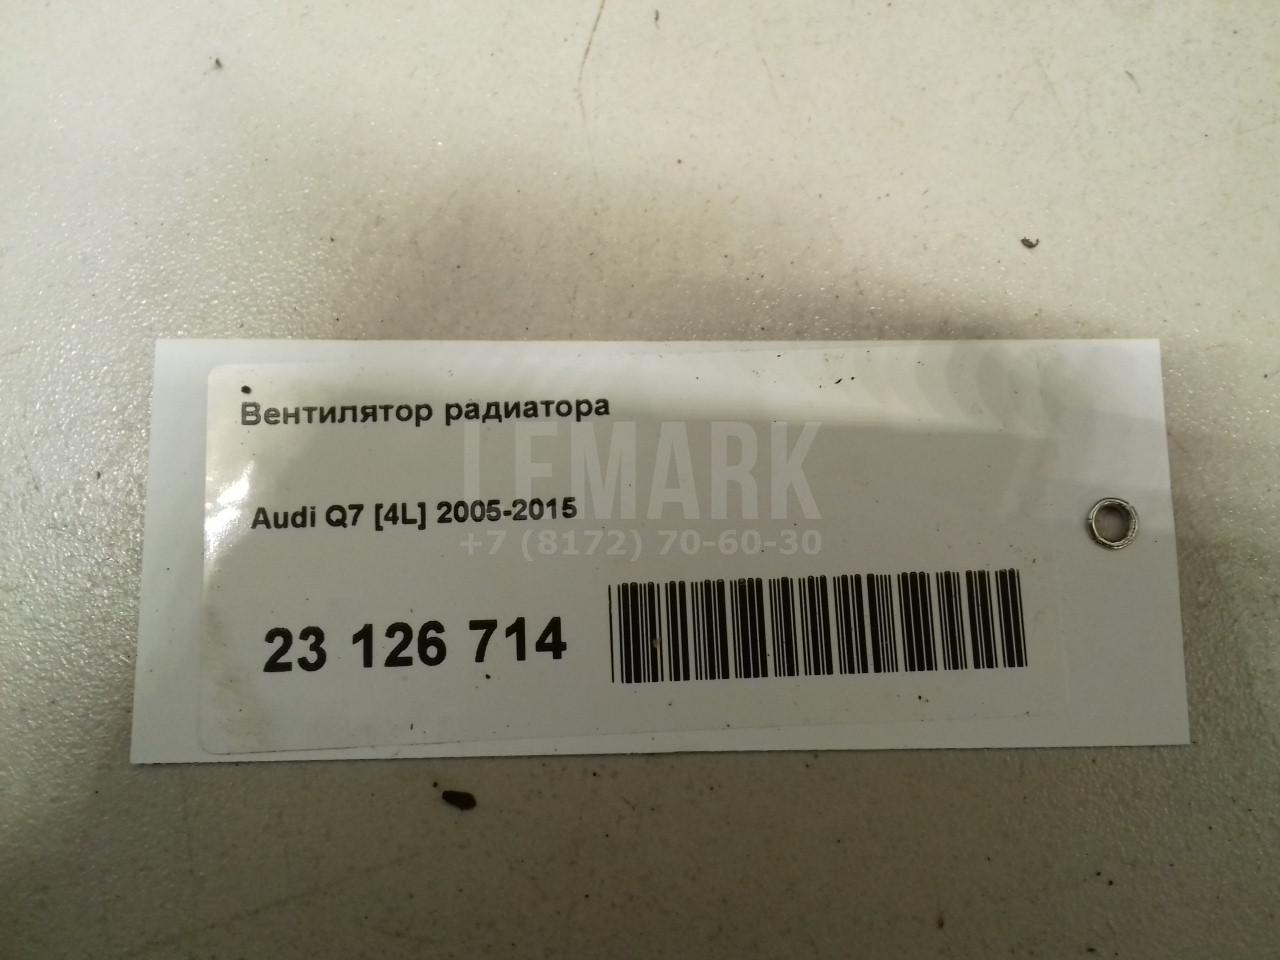 Вентилятор радиатора
LEMARK
Audi Q7 [4L] 2005-2015
+7 (8172) 70-60-30
23 126 714